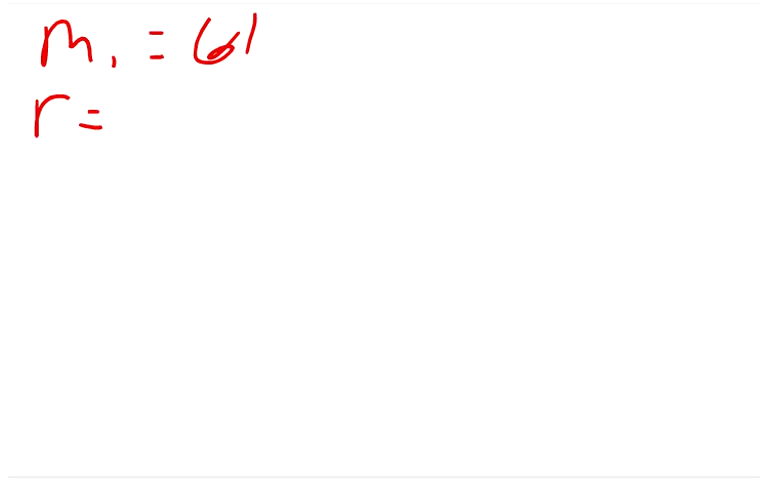 m₁ = 61
r =